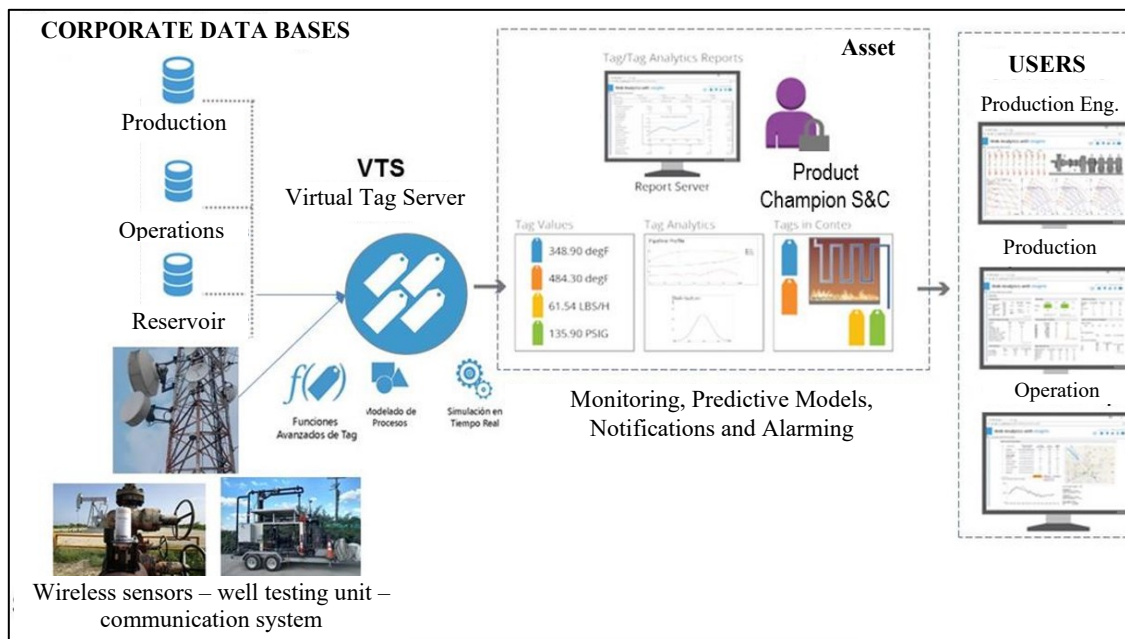 CORPORATE DATA BASES
Production
Operations
Reservoir
VTS
Virtual Tag Server
f( )
Funciones
Avanzados de Tag
Modelado de
Procesos
Simulación en
Tiempo Real
Wireless sensors – well testing unit –
communication system
Asset
Tag/Tag Analytics Reports
Report Server
Product
Champion S&C
Tag Values
348.90 degF
484.30 degF
61.54 LBS/H
135.90 PSIG
Tag Analytics
Tags in Contex
Monitoring, Predictive Models,
Notifications and Alarming
USERS
Production Eng.
Production
Operation